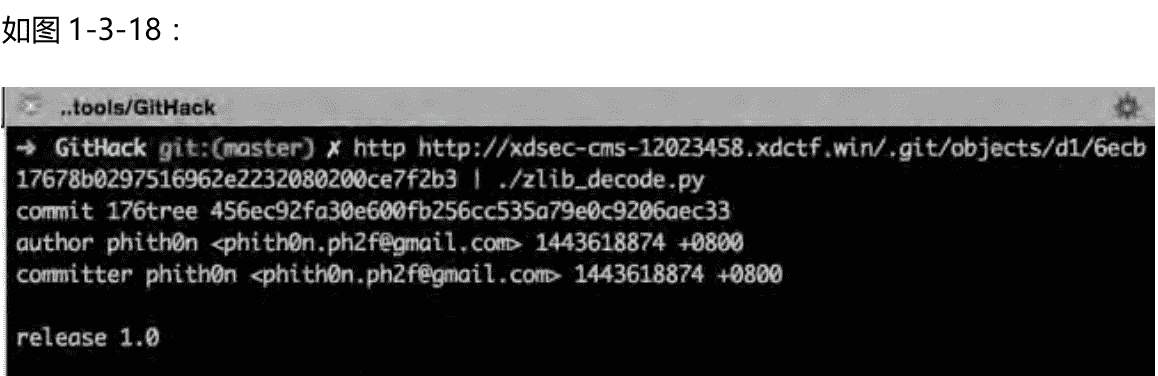 如图 1-3-18：
..tools/GitHack
→ GitHack git:(master) ✗ http http://xdsec-cms-12023458.xdctf.win/.git/objects/d1/6ecb
17678b0297516962e2232080200ce7f2b3 | ./zlib_decode.py
commit 176tree 456ec92fa30e600fb256cc535a79e0c9206aec33
author phith0n <phith0n.ph2f@gmail.com> 1443618874 +0800
committer phith0n <phith0n.ph2f@gmail.com> 1443618874 +0800
release 1.0